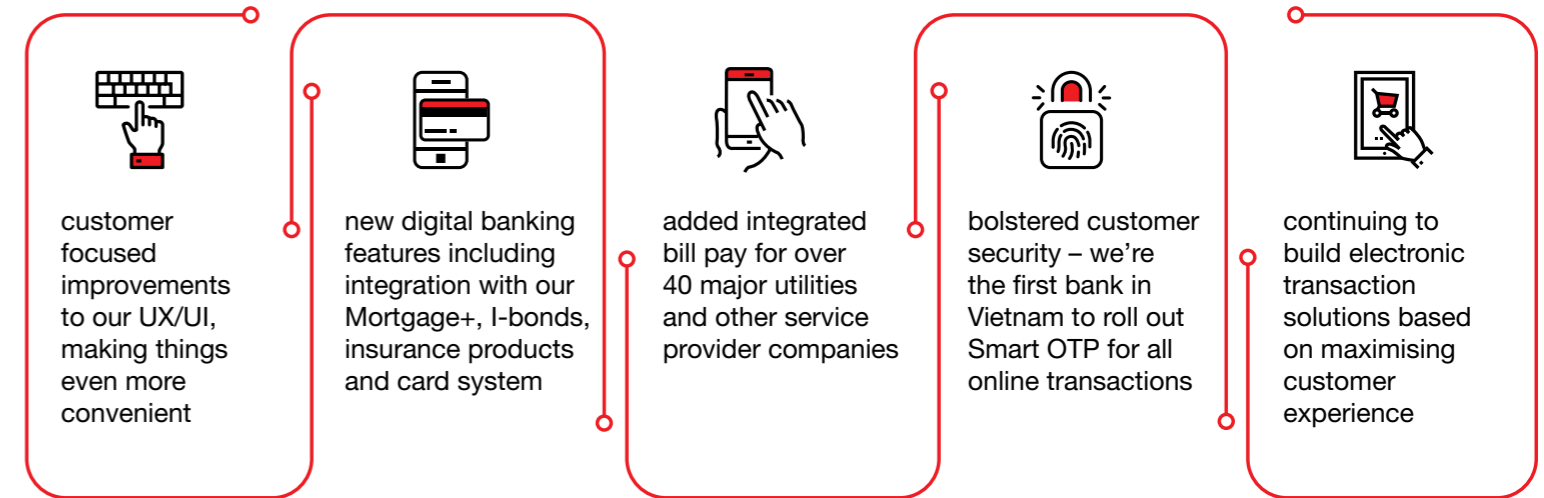 customer
focused
improvements
to our UX/UI,
making things
even more
convenient
new digital banking
features including
integration with our
Mortgage+, I-bonds,
insurance products
and card system
added integrated
bill pay for over
40 major utilities
and other service
provider companies
bolstered customer
security – we’re
the first bank in
Vietnam to roll out
Smart OTP for all
online transactions
continuing to
build electronic
transaction
solutions based
on maximising
customer
experience